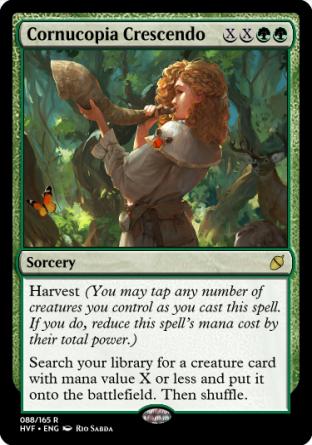 Cornucopia Crescendo XXGG
Sorcery
Harvest (You may tap any number of
creatures you control as you cast this spell.
If you do, reduce this spell's mana cost by
their total power.)
Search your library for a creature card
with mana value X or less and put it
onto the battlefield. Then shuffle.
088/165 R
HVF • ENG Rio Sabda